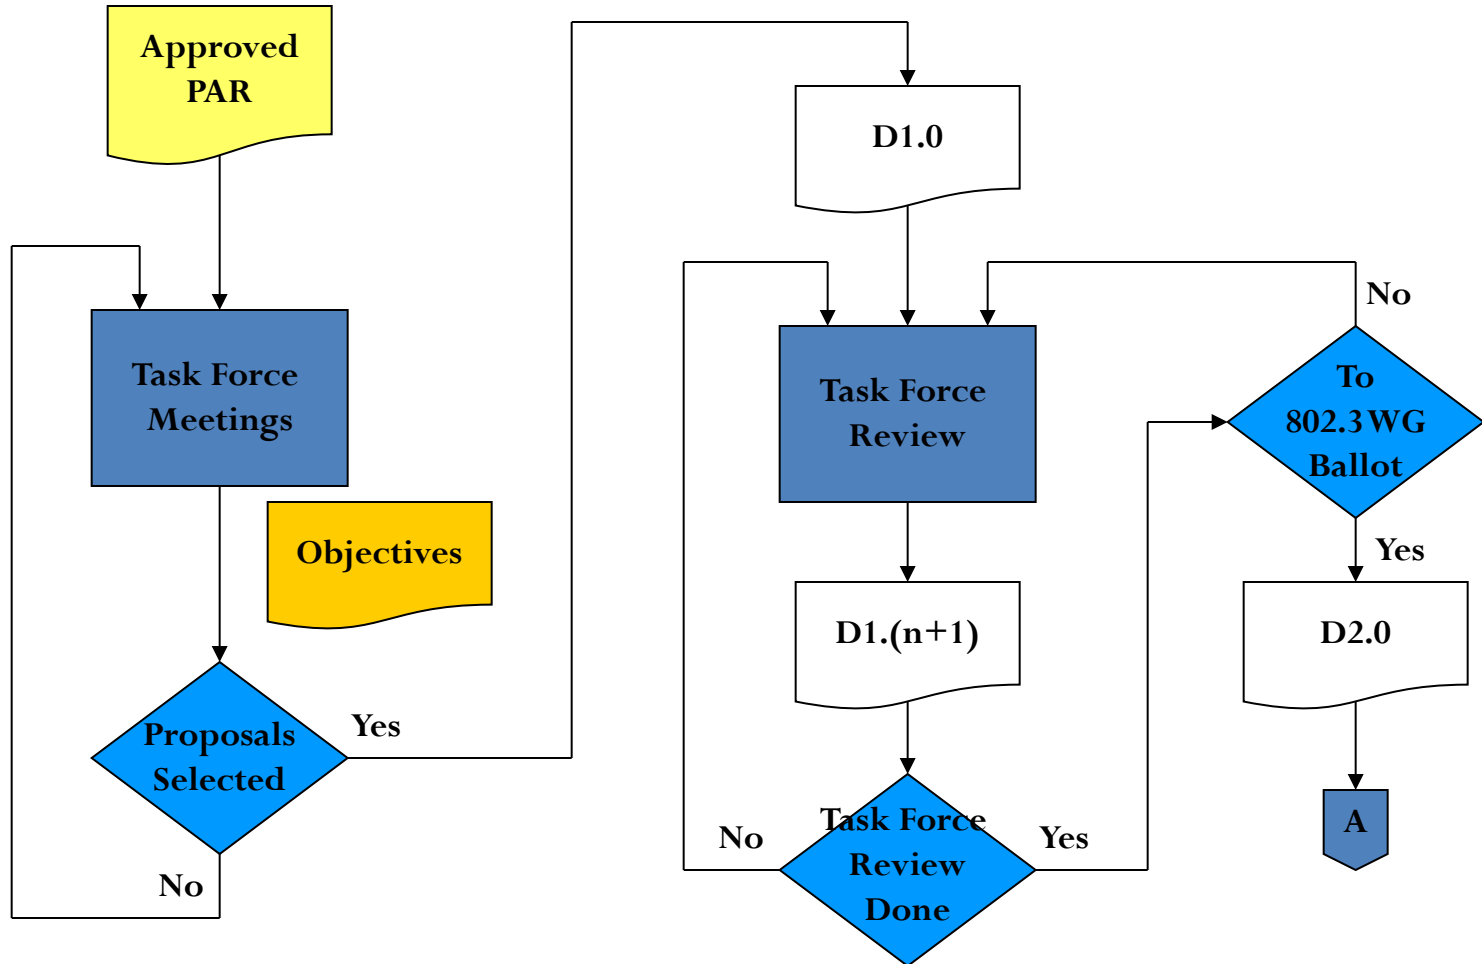 Approved
PAR
Task Force
Meetings
Objectives
Proposals
Selected
Yes
No
D1.0
Task Force
Review
D1.(n+1)
Task Force
Review
Done
No
Yes
To
802.3 WG
Ballot
No
Yes
D2.0
A